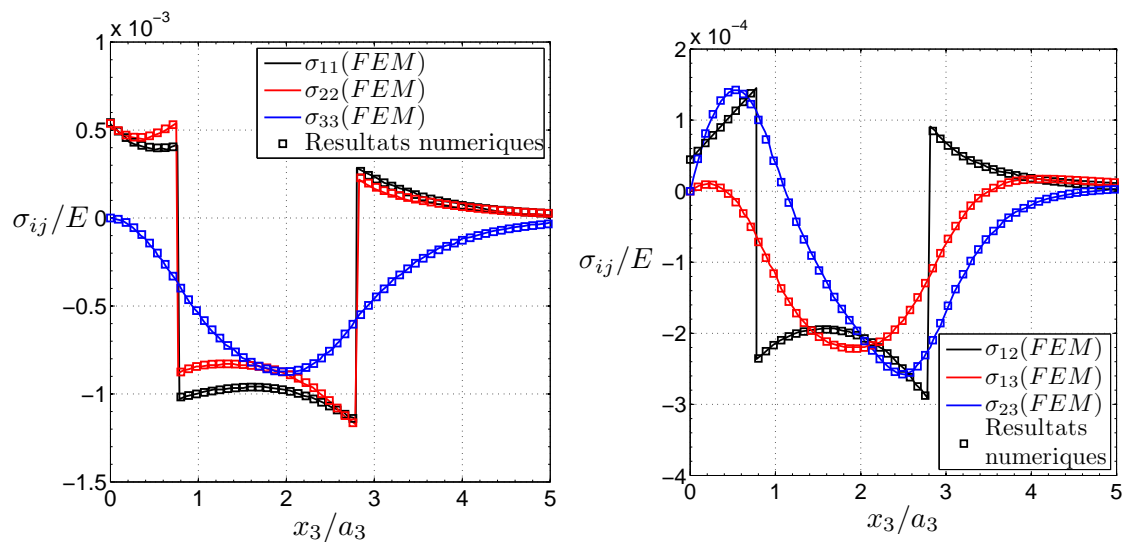 x 10⁻³
1
0.5
0
−0.5
−1
−1.5
σᵢⱼ/E
0 1 2 3 4 5
x₃/a₃
σ₁₁(FEM)
σ₂₂(FEM)
σ₃₃(FEM)
Resultats numeriques
x 10⁻⁴
2
1
0
−1
−2
−3
−4
σᵢⱼ/E
0 1 2 3 4 5
x₃/a₃
σ₁₂(FEM)
σ₁₃(FEM)
σ₂₃(FEM)
Resultats
numeriques